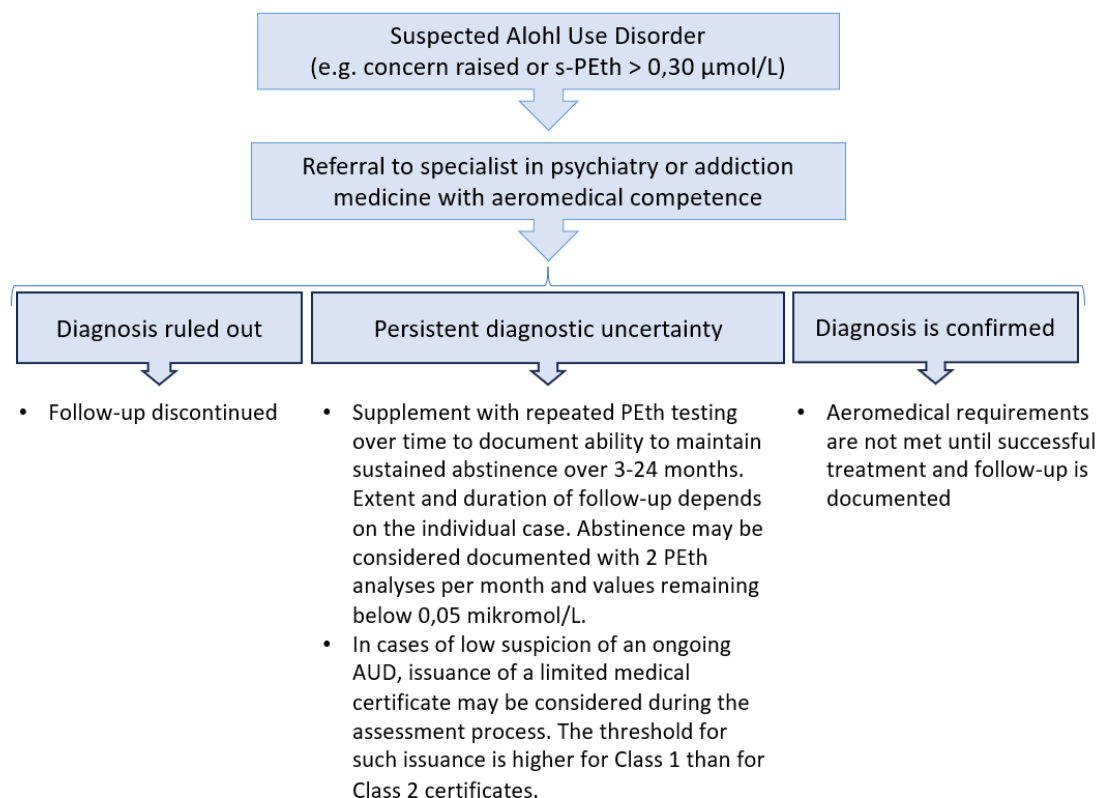 Suspected Alohl Use Disorder
(e.g. concern raised or s-PEth > 0,30 µmol/L)
Referral to specialist in psychiatry or addiction
medicine with aeromedical competence
Diagnosis ruled out
• Follow-up discontinued
Persistent diagnostic uncertainty
• Supplement with repeated PEth testing
over time to document ability to maintain
sustained abstinence over 3-24 months.
Extent and duration of follow-up depends
on the individual case. Abstinence may be
considered documented with 2 PEth
analyses per month and values remaining
below 0,05 mikromol/L.
• In cases of low suspicion of an ongoing
AUD, issuance of a limited medical
certificate may be considered during the
assessment process. The threshold for
such issuance is higher for Class 1 than for
Class 2 certificates.
Diagnosis is confirmed
• Aeromedical requirements
are not met until successful
treatment and follow-up is
documented